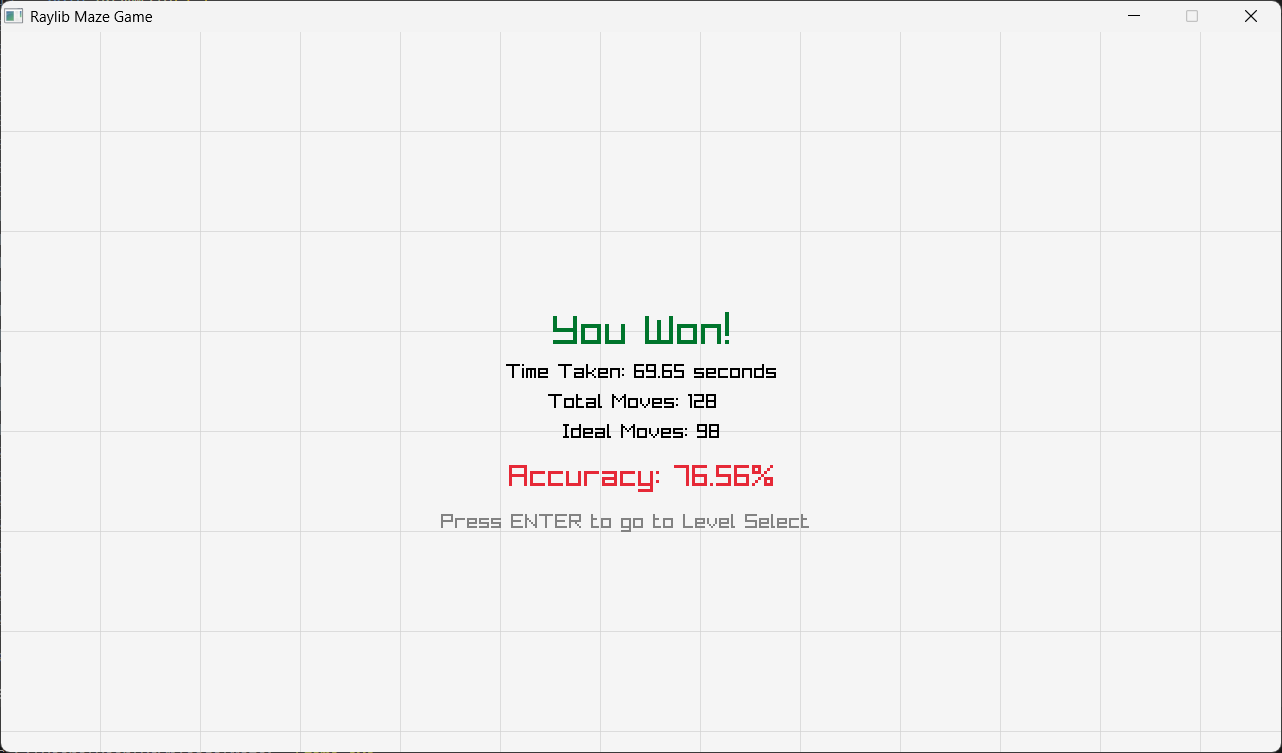 Raylib Maze Game
You Won!
Time Taken: 69.65 seconds
Total Moves: 128
Ideal Moves: 98
Accuracy: 76.56%
Press ENTER to go to Level Select